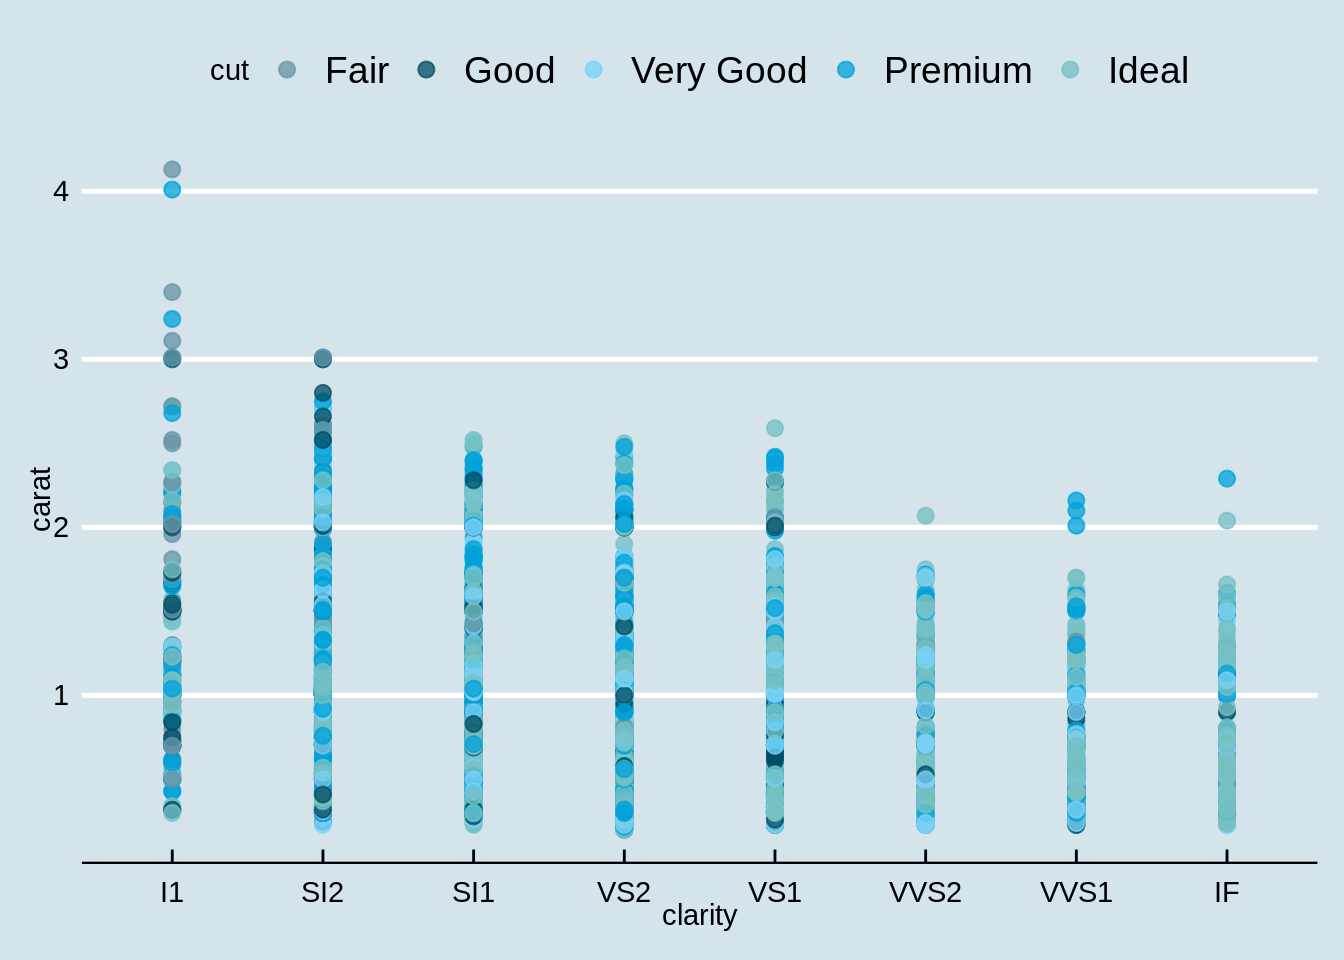 cut Fair Good Very Good Premium Ideal
4
3
2
1
carat
I1 SI2 SI1 VS2 VS1 VVS2 VVS1 IF
clarity